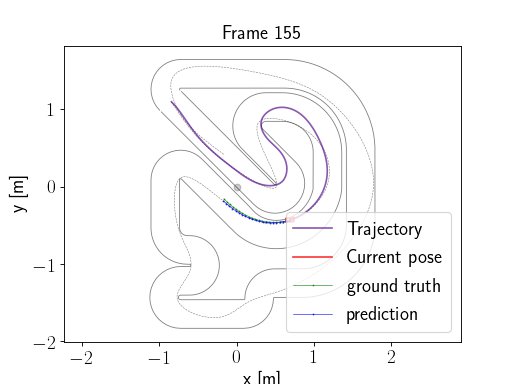 Frame 155
y [m]
1
0
−1
−2
Trajectory
Current pose
ground truth
prediction
−2
−1
0
1
2
x [m]